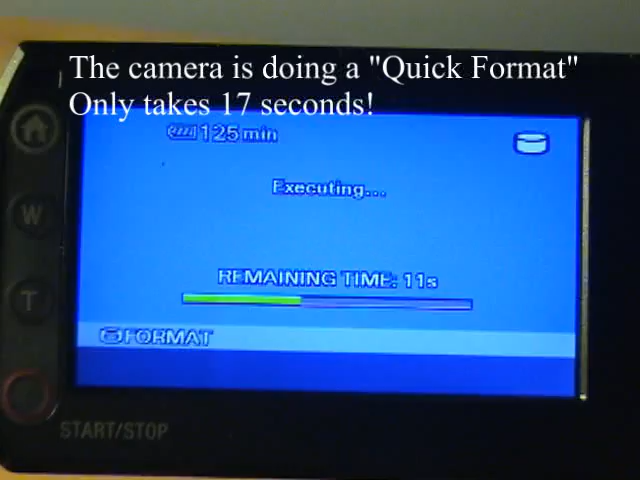 The camera is doing a "Quick Format"
Only takes 17 seconds!
125 min
Executing...
REMAINING TIME: 11s
FORMAT
W
T
START/STOP